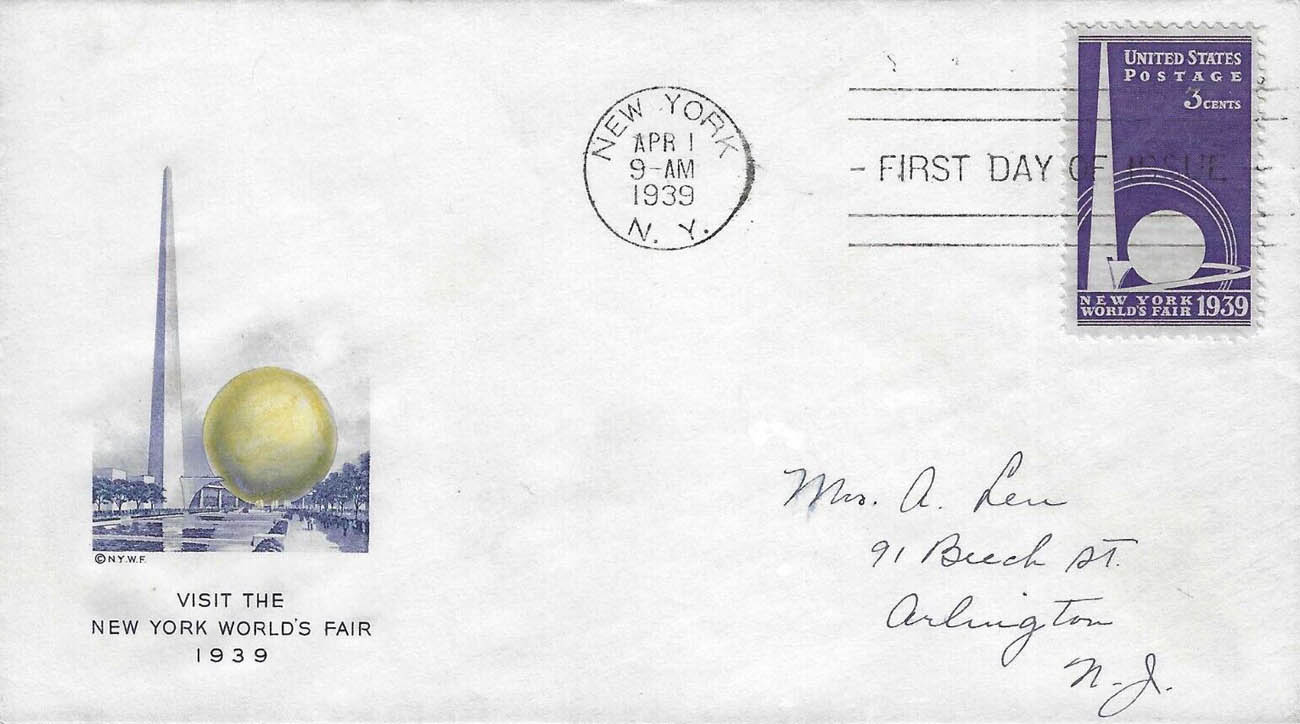 UNITED STATES
POSTAGE
3 CENTS
NEW YORK
WORLD'S FAIR 1939
NEW YORK
APR 1
9-AM
1939
N. Y.
- FIRST DAY OF ISSUE -
© N.Y.W.F.
VISIT THE
NEW YORK WORLD'S FAIR
1939
Mrs. A.
91 Beech St.
Arlington
N. J.